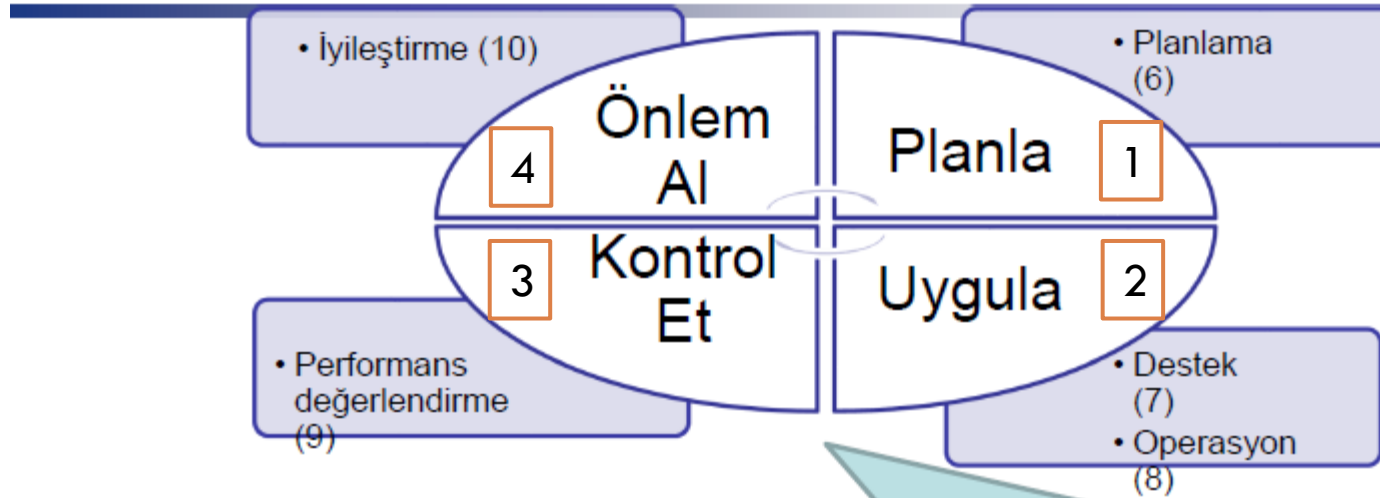 • İyileştirme (10)
• Planlama
(6)
Önlem
Al
4
Planla
1
Kontrol
Et
3
Uygula
2
• Performans
değerlendirme
(9)
• Destek
(7)
• Operasyon
(8)